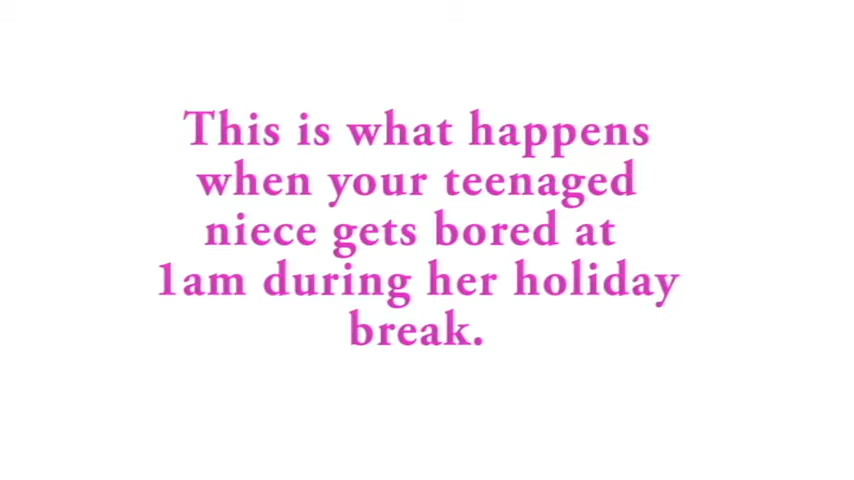 This is what happens
when your teenaged
niece gets bored at
1am during her holiday
break.